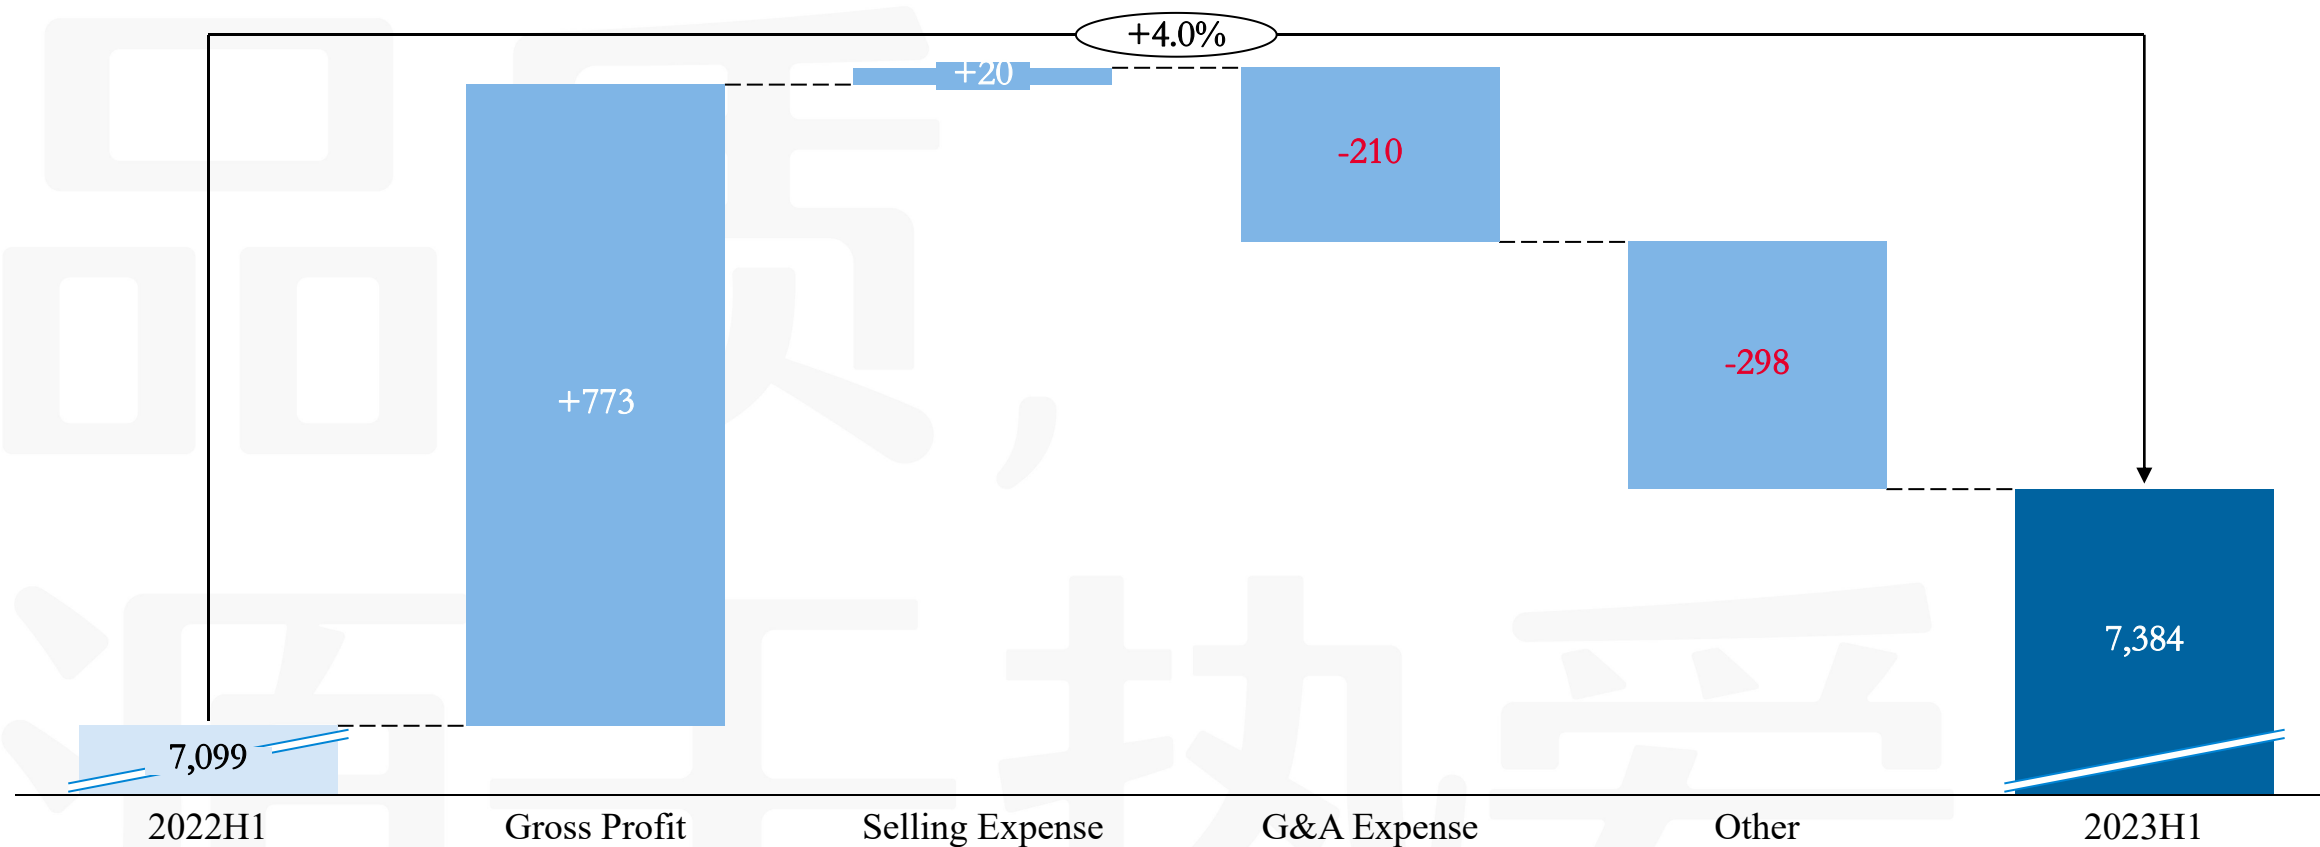 +4.0%
+20
-210
-298
+773
7,384
7,099
2022H1
Gross Profit
Selling Expense
G&A Expense
Other
2023H1